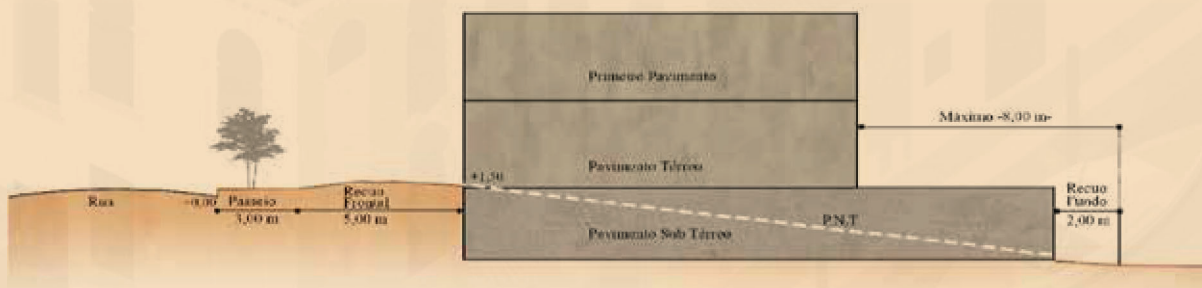 Primeiro Pavimento
Máximo -8,00 m-
Pavimento Térreo
+1,50
Rua
-0,00
Passeio
3,00 m
Recuo
Frontal
5,00 m
P.N.T
Pavimento Sub Térreo
Recuo
Fundo
2,00 m